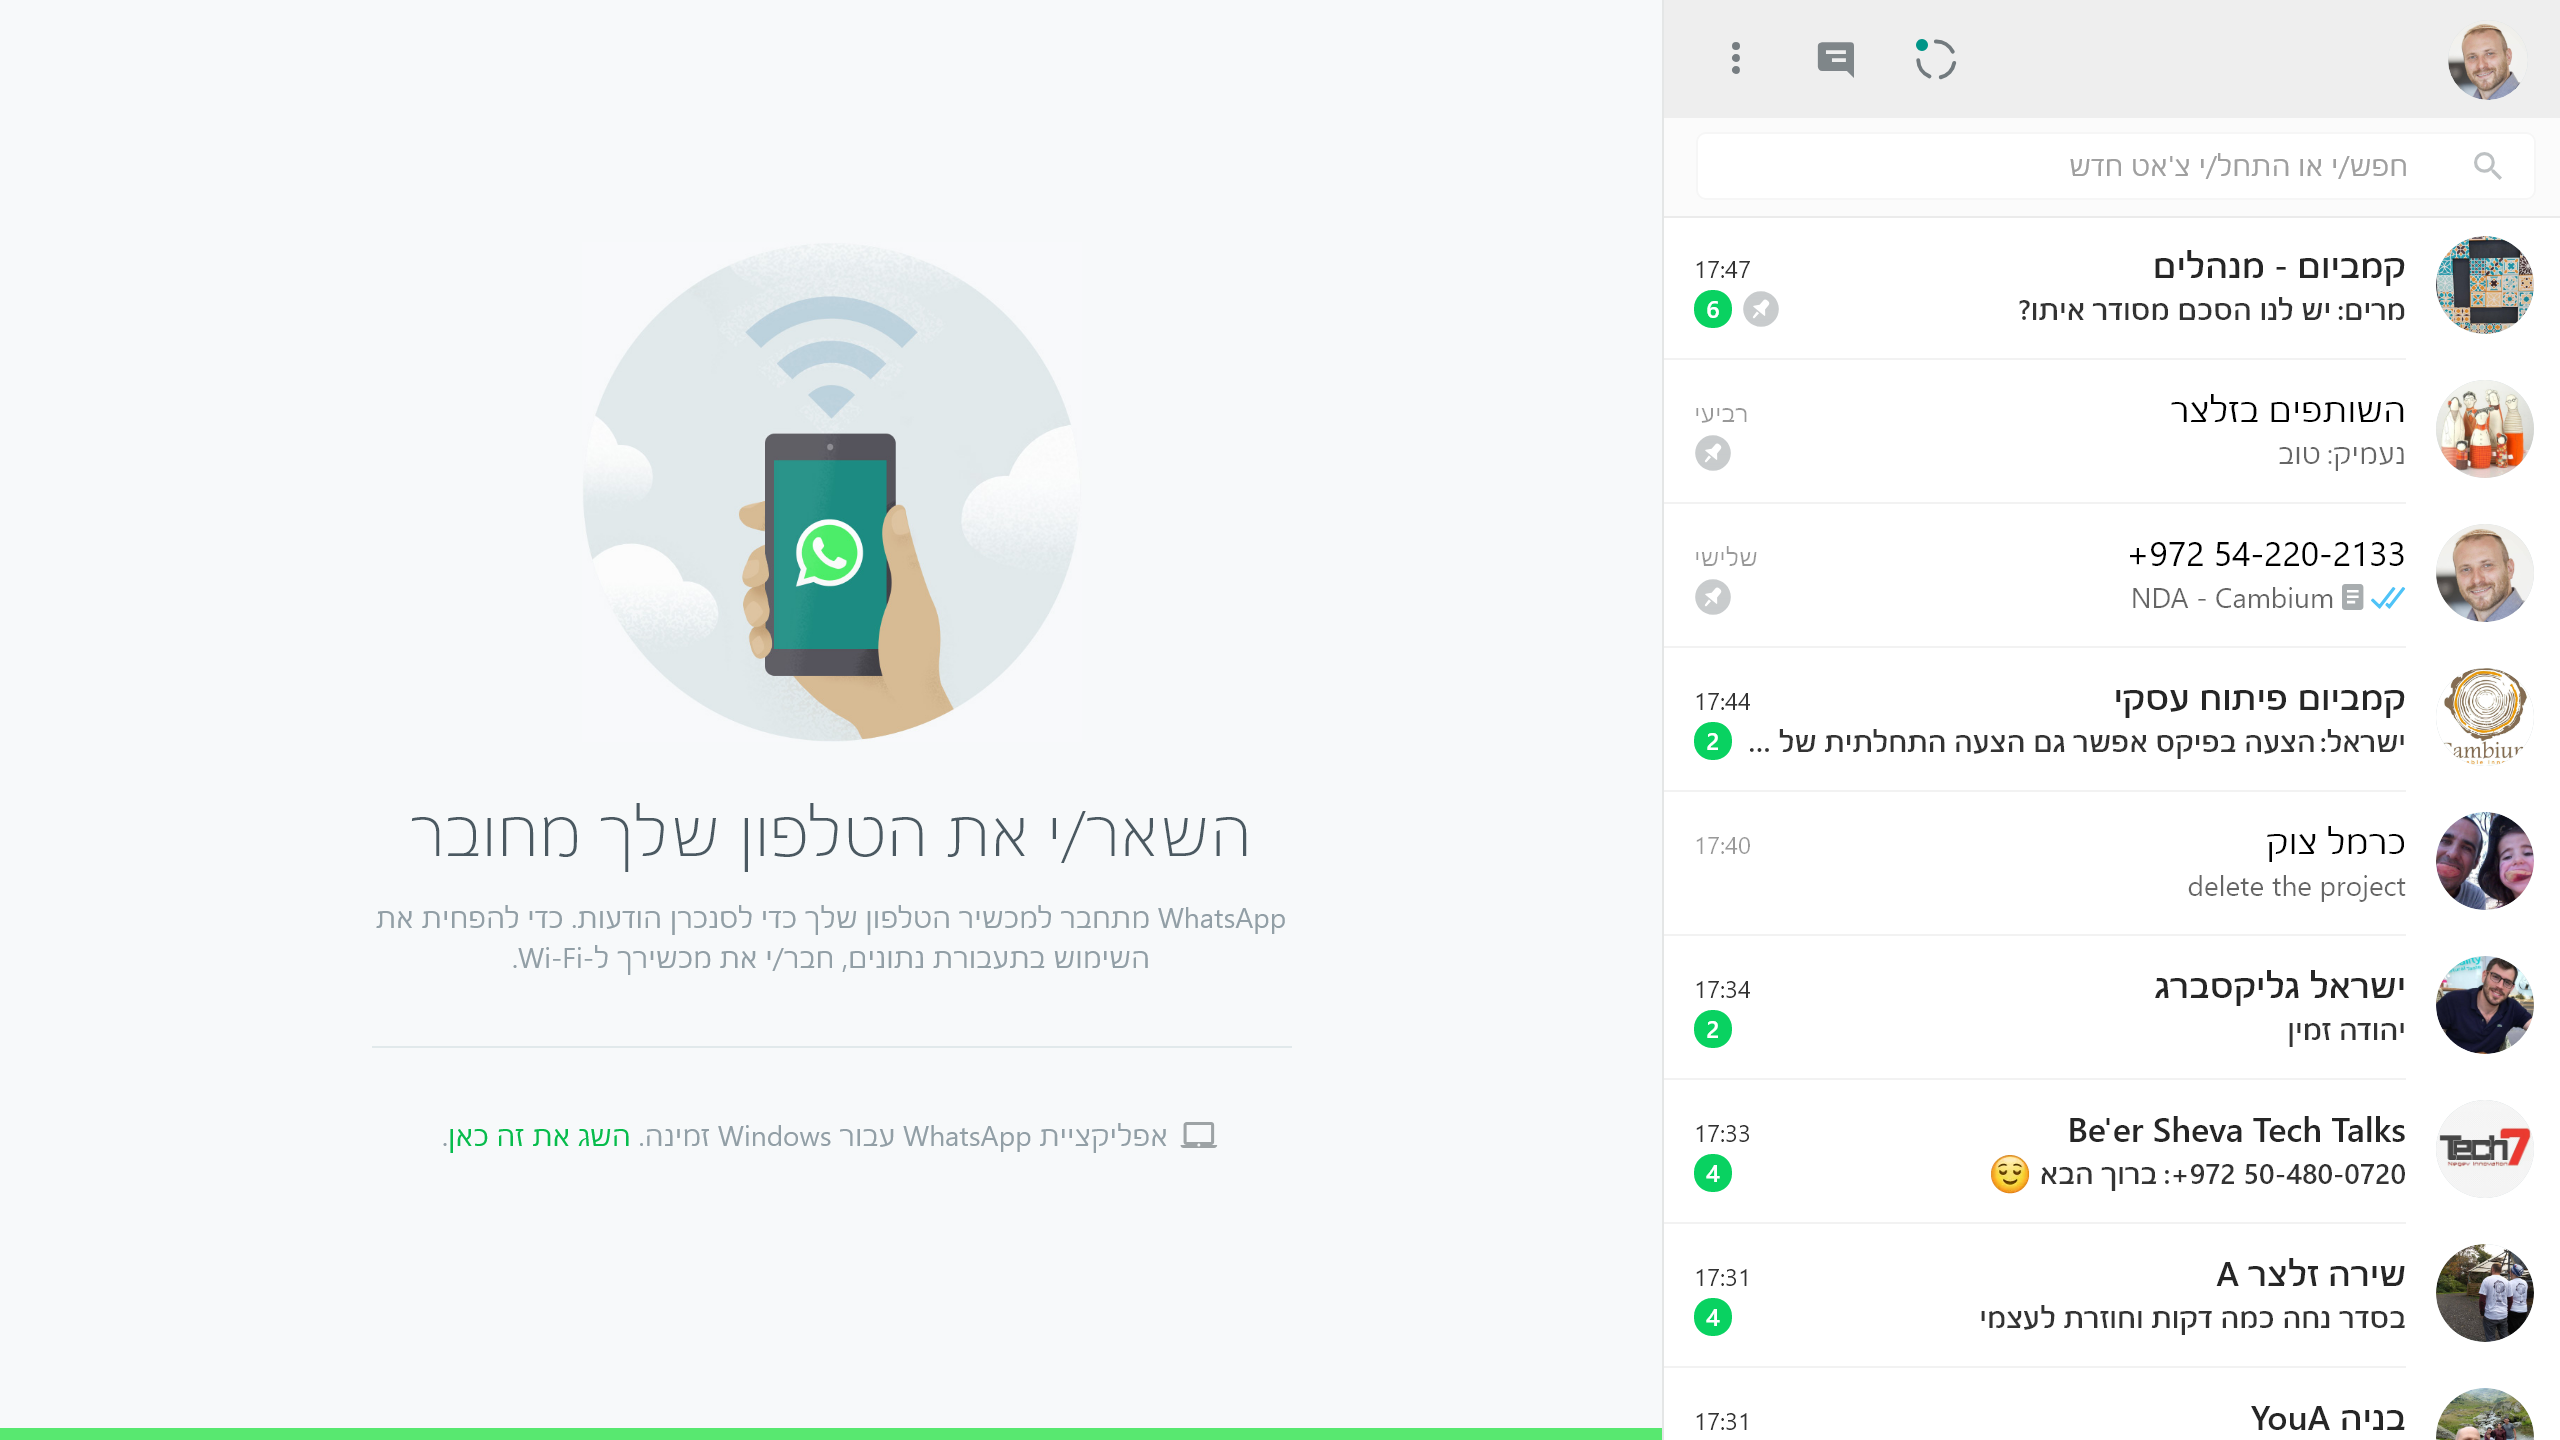 חפש/י או התחל/י צ'אט חדש
קמביום - מנהלים
17:47
מרים: יש לנו הסכם מסודר איתו?
6
השותפים בזלצר
רביעי
נעמיק: טוב
+972 54-220-2133
שלישי
NDA - Cambium
קמביום פיתוח עסקי
17:44
ישראל: הצעה בפיקס אפשר גם הצעה התחלתית של ...
2
כרמל צוק
17:40
delete the project
ישראל גליקסברג
17:34
יהודה זמין
2
Be'er Sheva Tech Talks
17:33
+972 50-480-0720: ברוך הבא 😌
4
Tech7
Negev Innovation
שירה זלצר A
17:31
בסדר נחה כמה דקות וחוזרת לעצמי
4
בניה YouA
17:31
השאר/י את הטלפון שלך מחובר
WhatsApp מתחבר למכשיר הטלפון שלך כדי לסנכרן הודעות. כדי להפחית את
השימוש בתעבורת נתונים, חבר/י את מכשירך ל-Wi-Fi.
אפליקציית WhatsApp עבור Windows זמינה. השג את זה כאן.